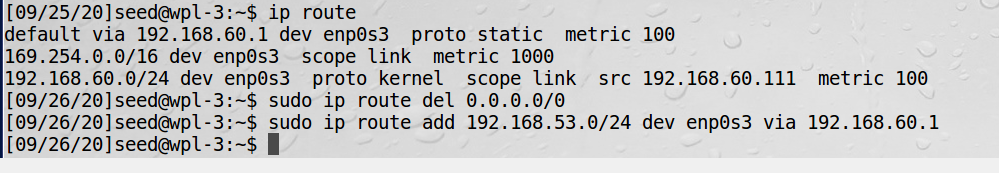 [09/25/20]seed@wpl-3:~$ ip route
default via 192.168.60.1 dev enp0s3  proto static  metric 100
169.254.0.0/16 dev enp0s3  scope link  metric 1000
192.168.60.0/24 dev enp0s3  proto kernel  scope link  src 192.168.60.111  metric 100
[09/26/20]seed@wpl-3:~$ sudo ip route del 0.0.0.0/0
[09/26/20]seed@wpl-3:~$ sudo ip route add 192.168.53.0/24 dev enp0s3 via 192.168.60.1
[09/26/20]seed@wpl-3:~$